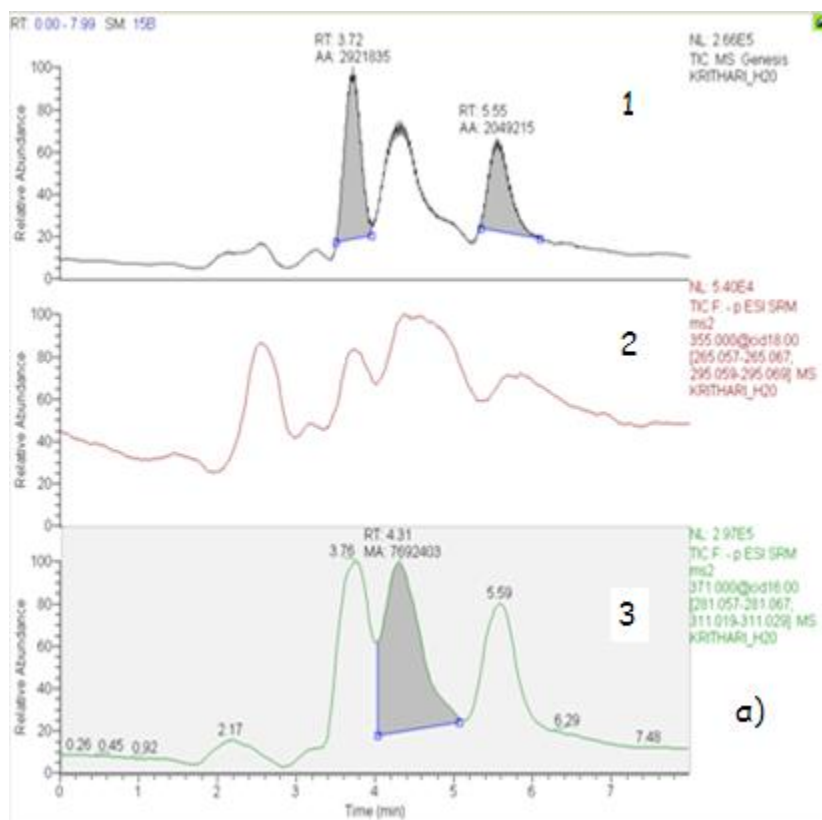 RT: 0.00 - 7.99 SM: 15B
RT: 3.72
AA: 2921835
RT: 5.55
AA: 2049215
NL: 2.66E5
TIC MS Genesis
KRITHARI_H20
1
100
80
60
40
20
0
Relative Abundance
NL: 5.40E4
TIC F: - p ESI SRM
ms2
355.000@cid18.00
[265.057-265.067;
295.059-295.069] MS
KRITHARI_H20
2
100
80
60
40
20
0
Relative Abundance
RT: 4.31
MA: 7692403
3.76
5.59
2.17
0.26 0.45 0.92
6.29
7.48
NL: 2.97E5
TIC F: - p ESI SRM
ms2
371.000@cid16.00
[281.057-281.067;
311.019-311.029] MS
KRITHARI_H20
3
a)
100
80
60
40
20
0
Relative Abundance
0 1 2 3 4 5 6 7
Time (min)